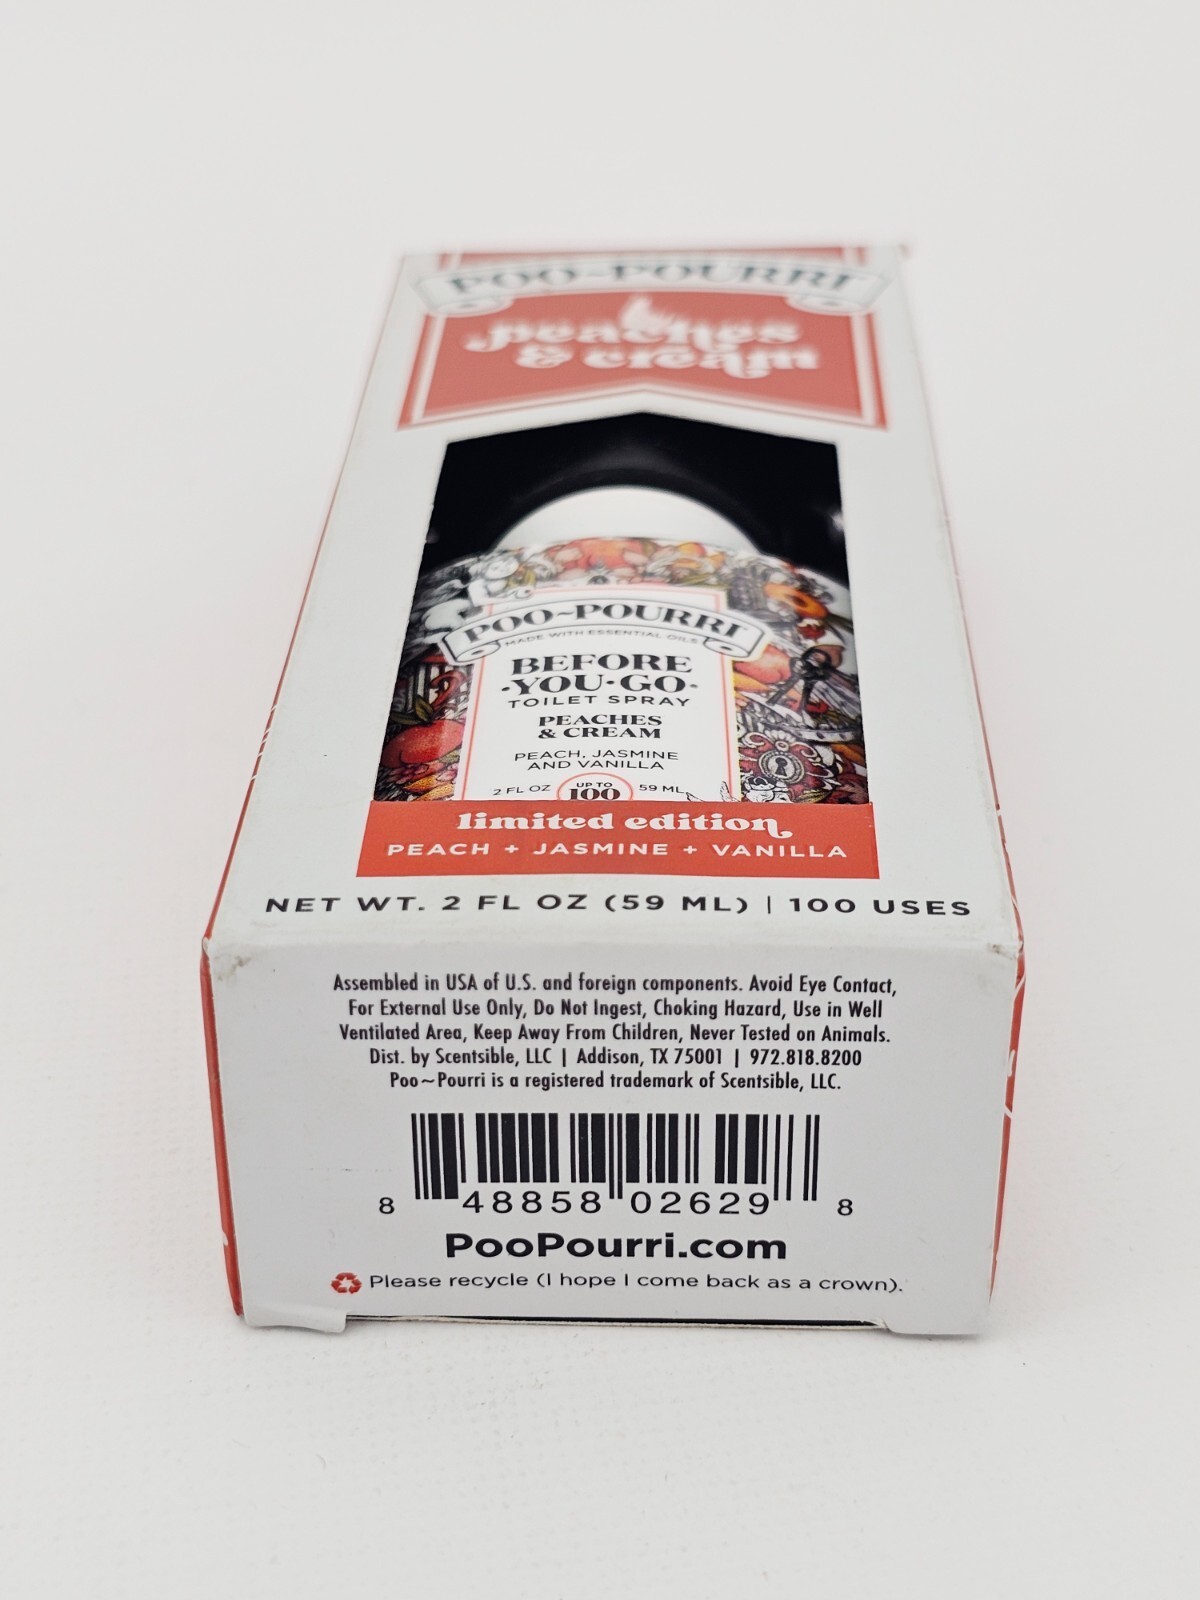 POO~POURRI
peaches
& cream
POO~POURRI
MADE WITH ESSENTIAL OILS
BEFORE
·YOU·GO·
TOILET SPRAY
PEACHES
& CREAM
PEACH, JASMINE
AND VANILLA
2 FL OZ UP TO 100 59 ML
limited edition
PEACH + JASMINE + VANILLA
NET WT. 2 FL OZ (59 ML) | 100 USES
Assembled in USA of U.S. and foreign components. Avoid Eye Contact,
For External Use Only, Do Not Ingest, Choking Hazard, Use in Well
Ventilated Area, Keep Away From Children, Never Tested on Animals.
Dist. by Scentsible, LLC | Addison, TX 75001 | 972.818.8200
Poo~Pourri is a registered trademark of Scentsible, LLC.
8 48858 02629 8
PooPourri.com
Please recycle (I hope I come back as a crown).